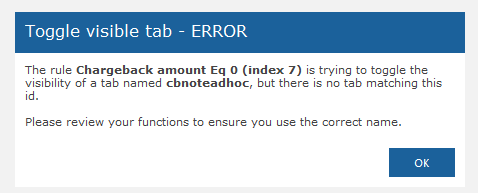 Toggle visible tab - ERROR
The rule Chargeback amount Eq 0 (index 7) is trying to toggle the
visibility of a tab named cbnoteadhoc, but there is no tab matching this
id.
Please review your functions to ensure you use the correct name.
OK